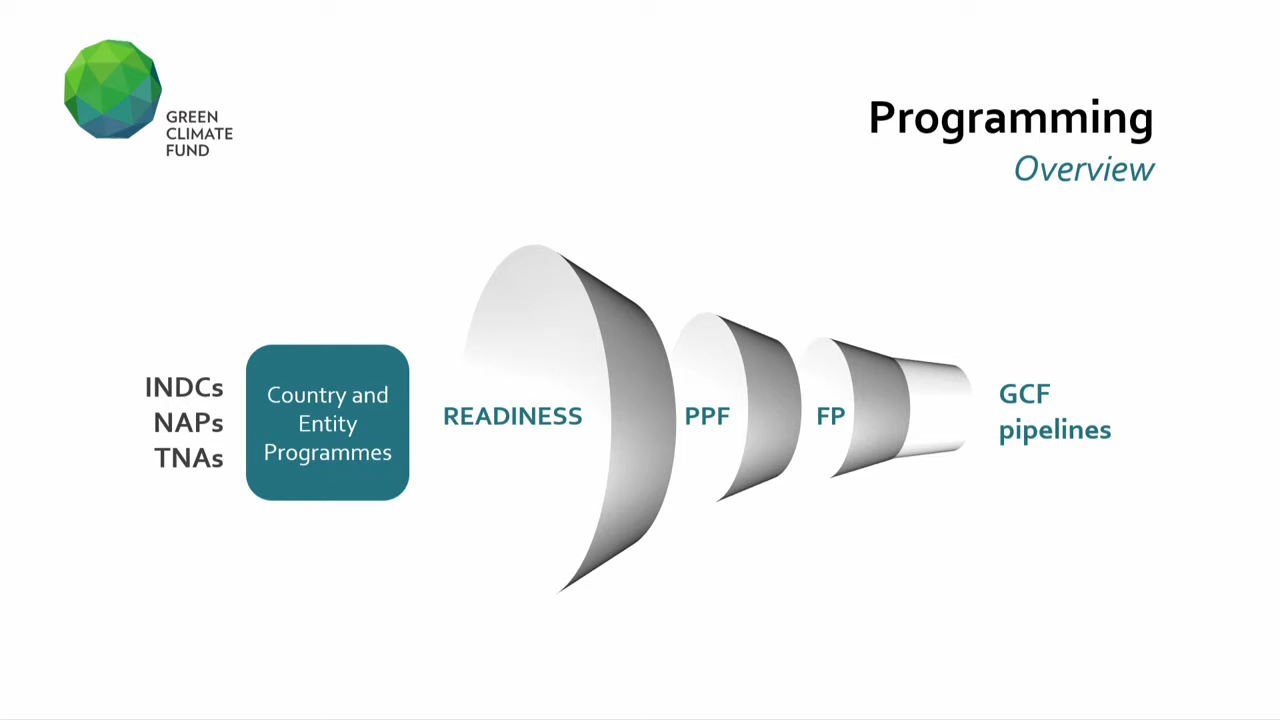 GREEN
CLIMATE
FUND
Programming
Overview
INDCs
NAPs
TNAs
Country and
Entity
Programmes
READINESS
PPF
FP
GCF
pipelines